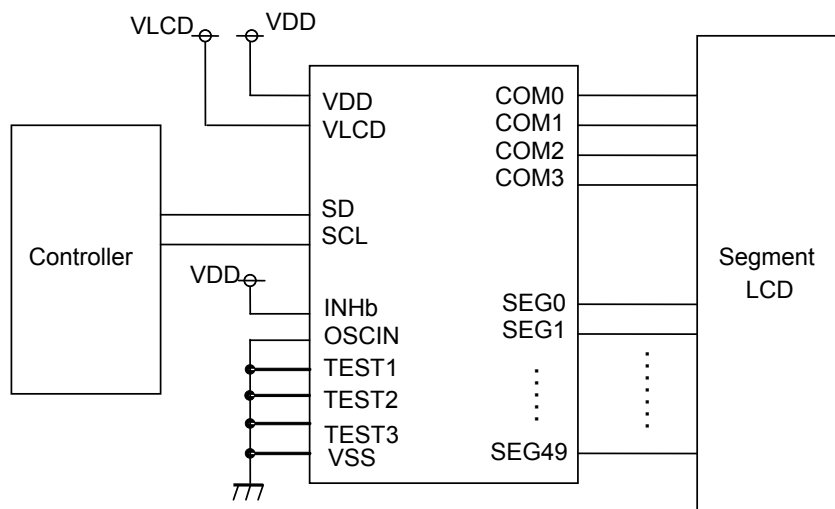 VLCD
VDD
VDD
VLCD
COM0
COM1
COM2
COM3
Controller
SD
SCL
VDD
INHb
OSCIN
TEST1
TEST2
TEST3
VSS
SEG0
SEG1
SEG49
Segment
LCD